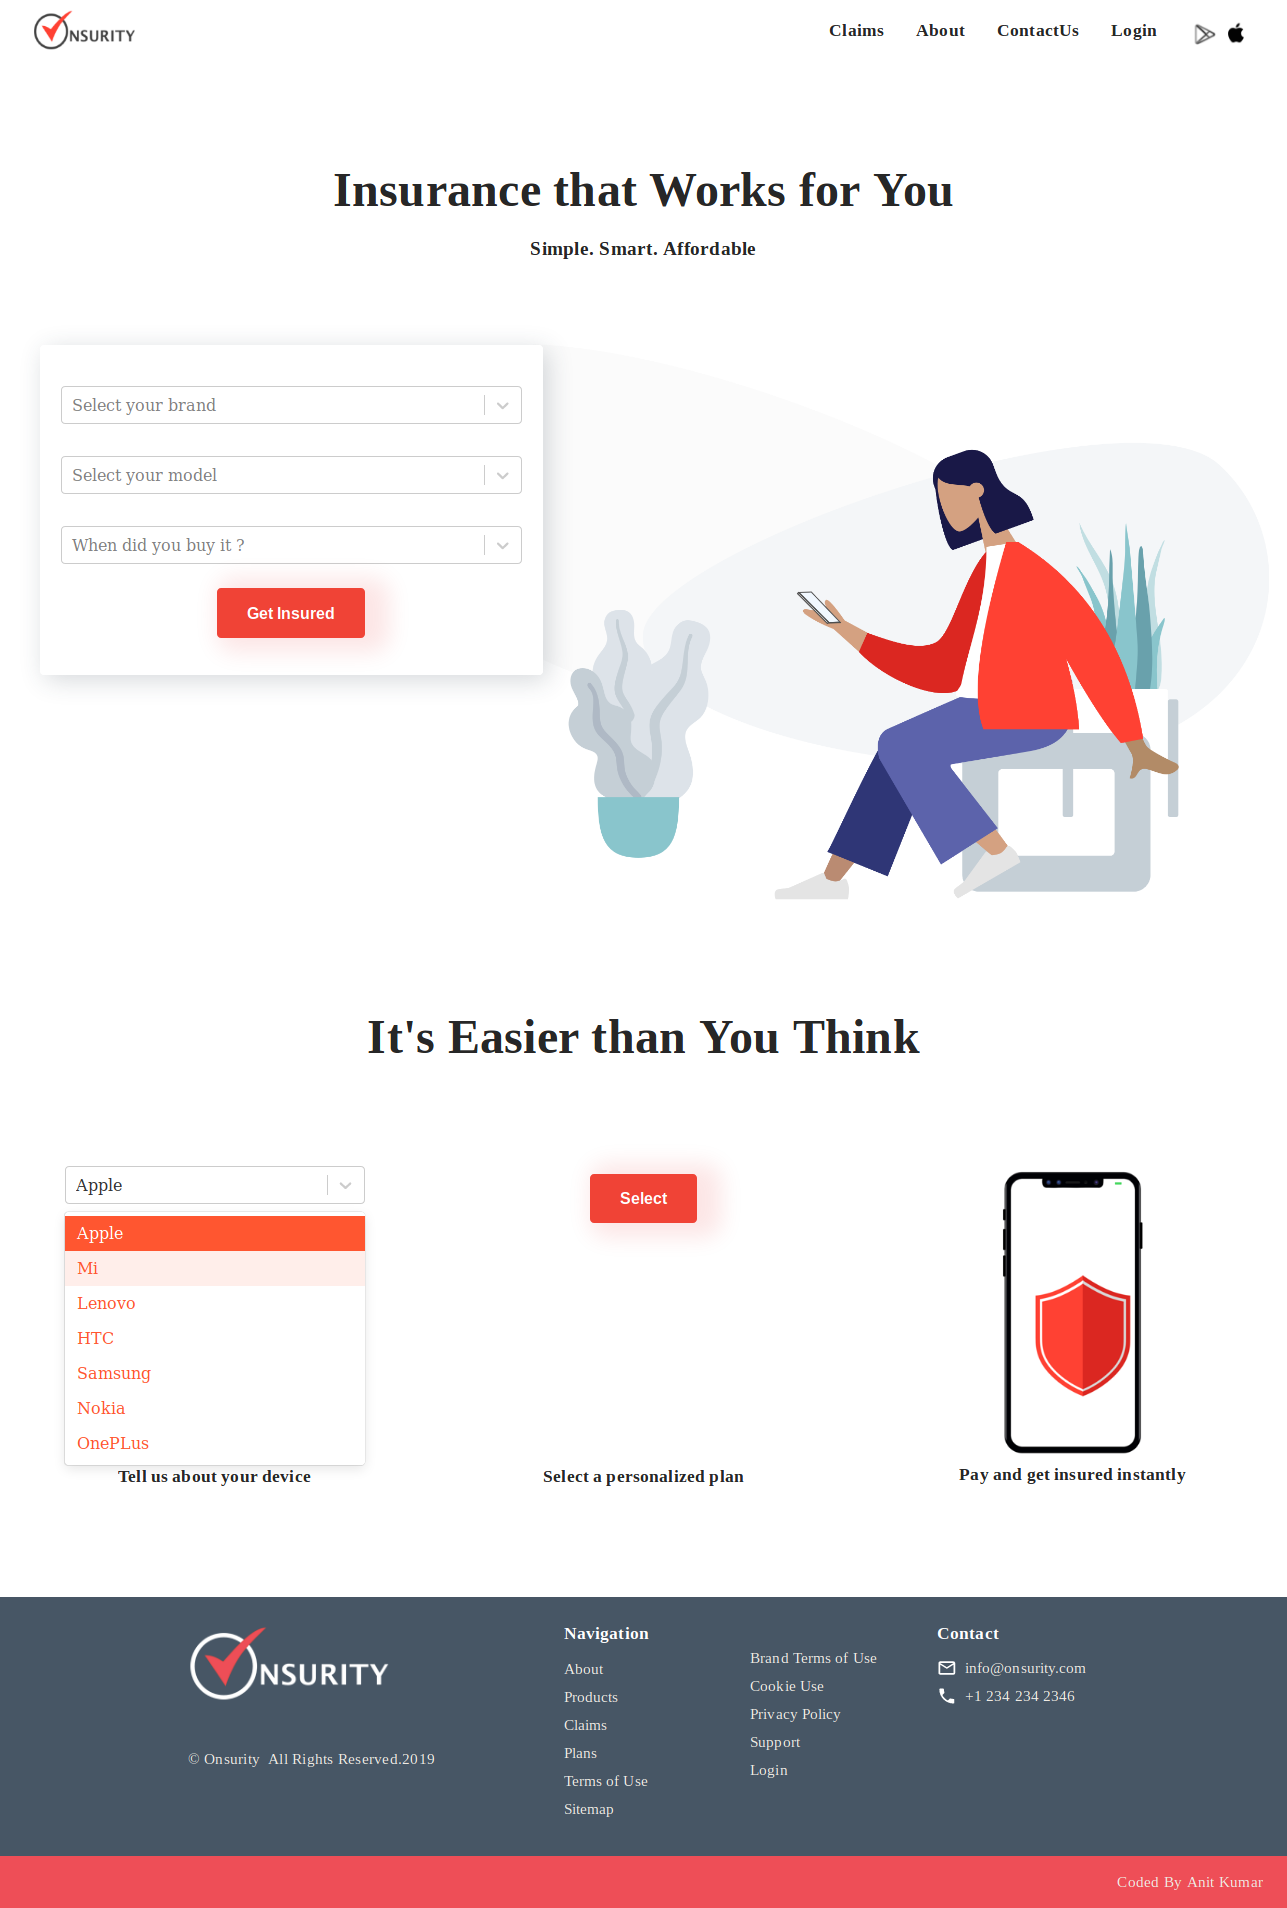 NSURITY
Claims About ContactUs Login
Insurance that Works for You
Simple. Smart. Affordable
Select your brand
Select your model
When did you buy it ?
Get Insured
It's Easier than You Think
Apple
Apple
Mi
Lenovo
HTC
Samsung
Nokia
OnePLus
Tell us about your device
Select
Select a personalized plan
Pay and get insured instantly
NSURITY
© Onsurity All Rights Reserved.2019
Navigation
About
Products
Claims
Plans
Terms of Use
Sitemap
Brand Terms of Use
Cookie Use
Privacy Policy
Support
Login
Contact
info@onsurity.com
+1 234 234 2346
Coded By Anit Kumar